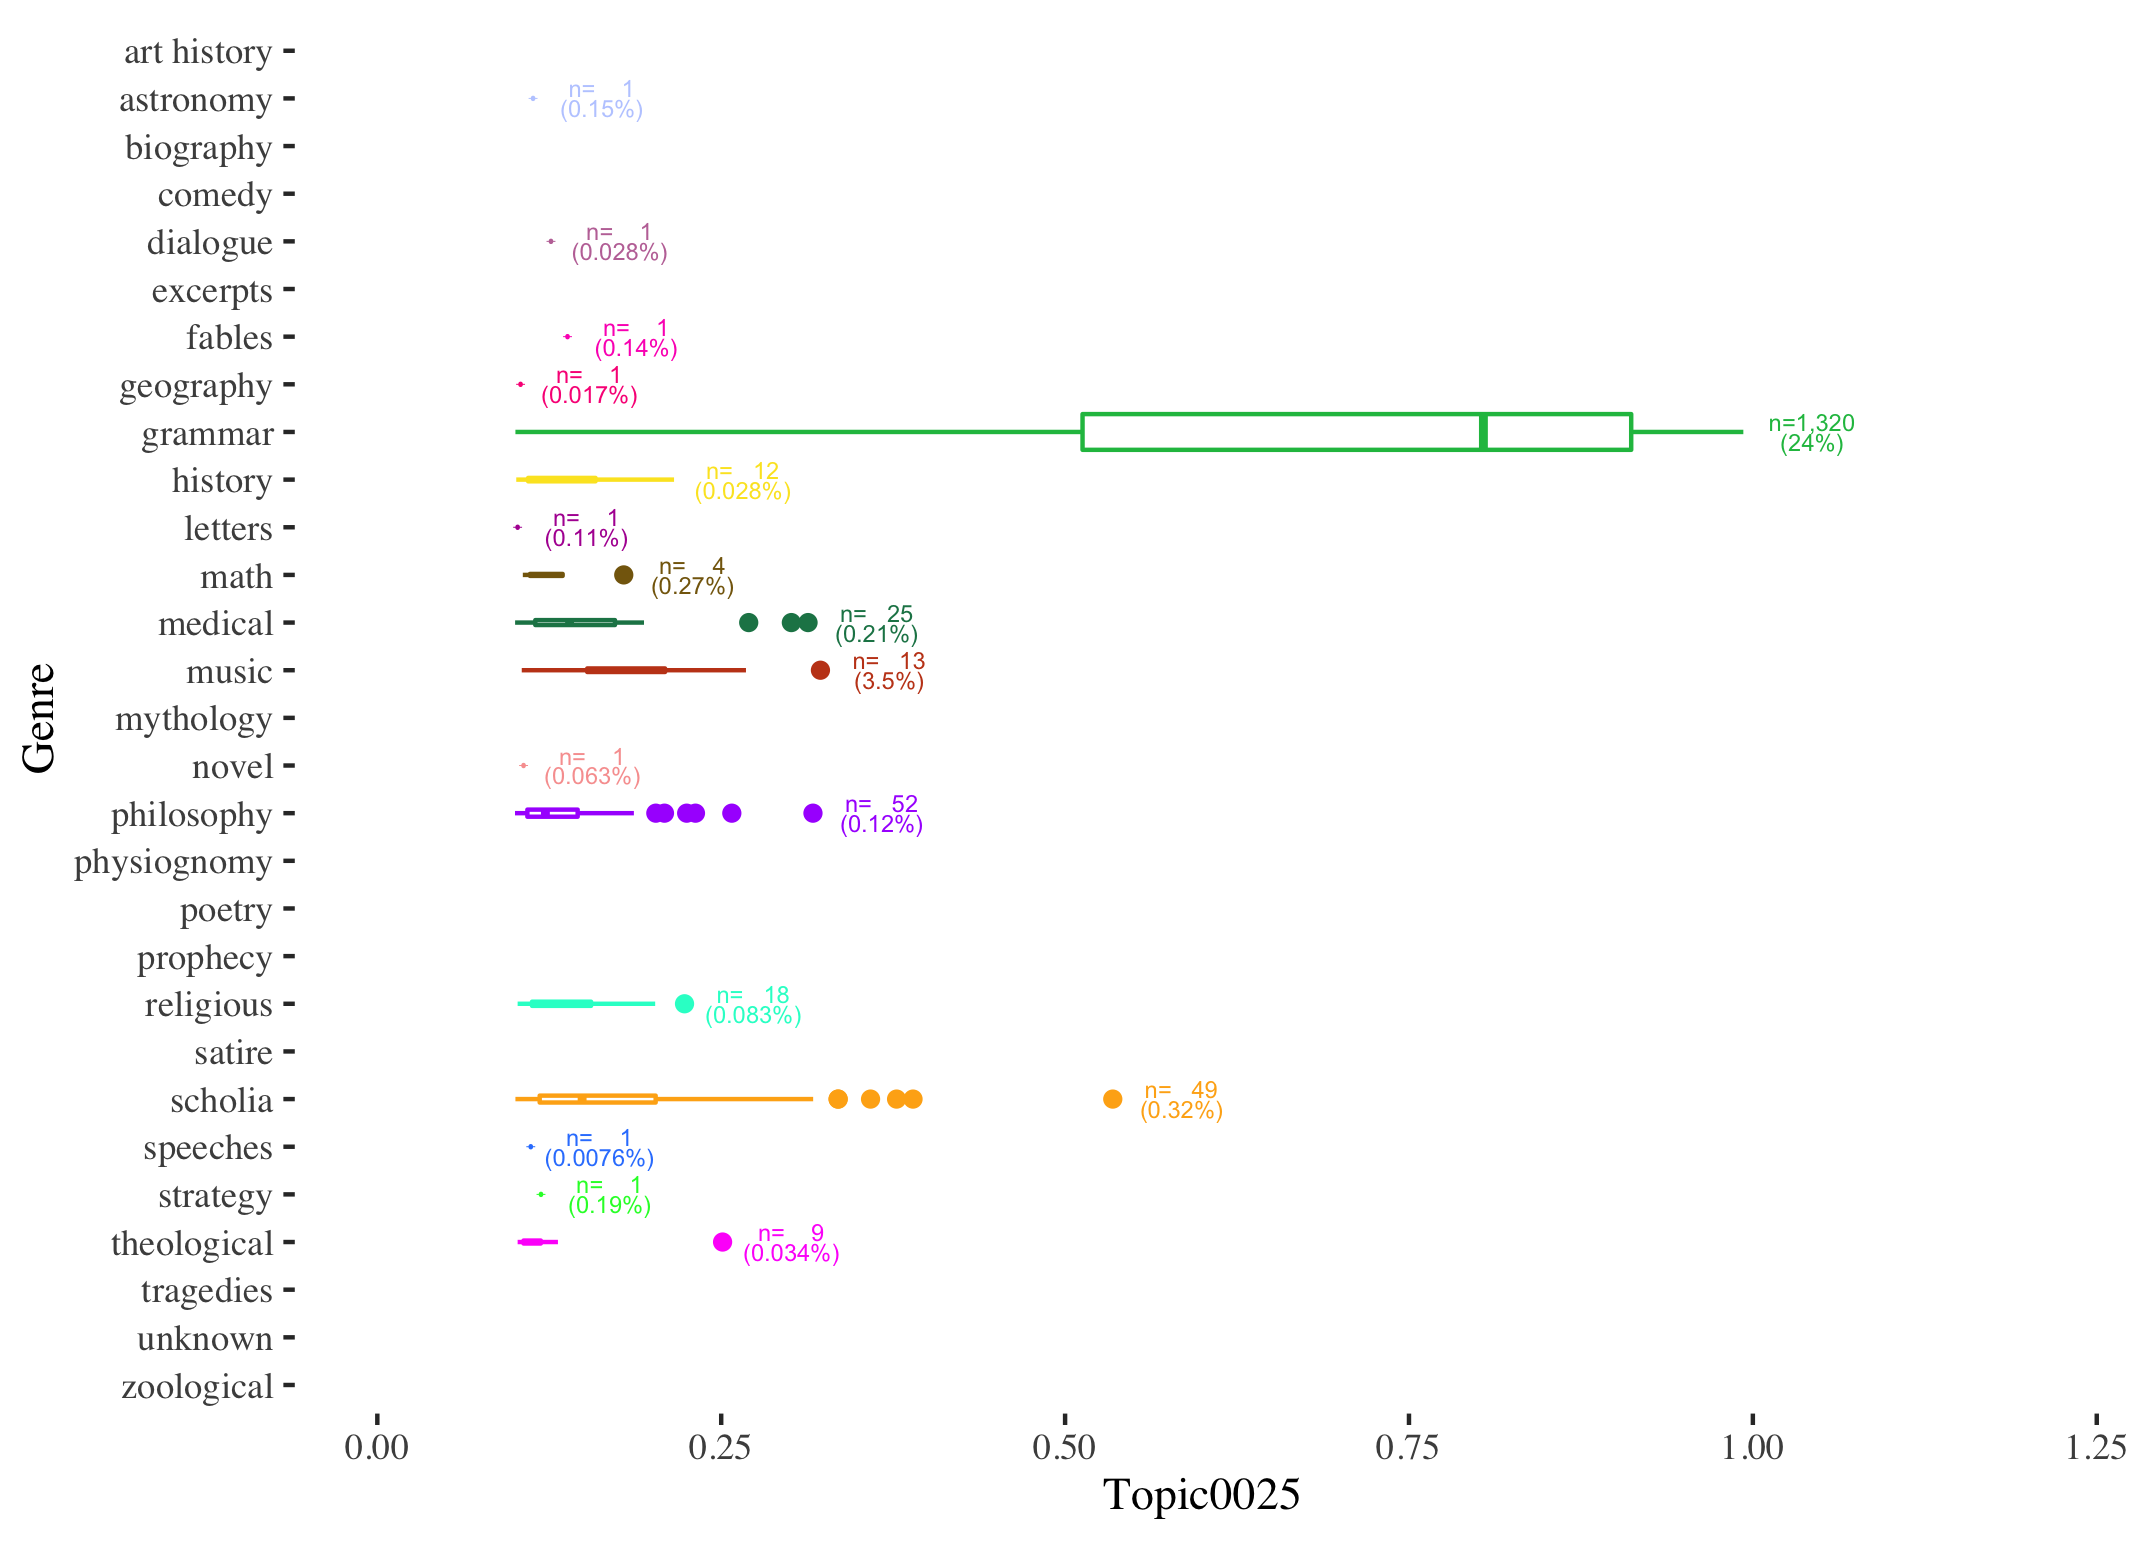 art history
astronomy
n= 1
(0.15%)
biography
comedy
dialogue
n= 1
(0.028%)
excerpts
fables
n= 1
(0.14%)
geography
n= 1
(0.017%)
grammar
n=1,320
(24%)
history
n= 12
(0.028%)
letters
n= 1
(0.11%)
math
n= 4
(0.27%)
medical
n= 25
(0.21%)
music
n= 13
(3.5%)
mythology
novel
n= 1
(0.063%)
philosophy
n= 52
(0.12%)
physiognomy
poetry
prophecy
religious
n= 18
(0.083%)
satire
scholia
n= 49
(0.32%)
speeches
n= 1
(0.0076%)
strategy
n= 1
(0.19%)
theological
n= 9
(0.034%)
tragedies
unknown
zoological
Genre
0.00 0.25 0.50 0.75 1.00 1.25
Topic0025